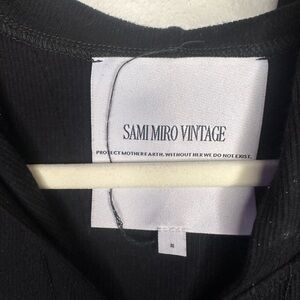 SAMI MIRO VINTAGE
PROTECT MOTHER EARTH. WITHOUT HER WE DO NOT EXIST.